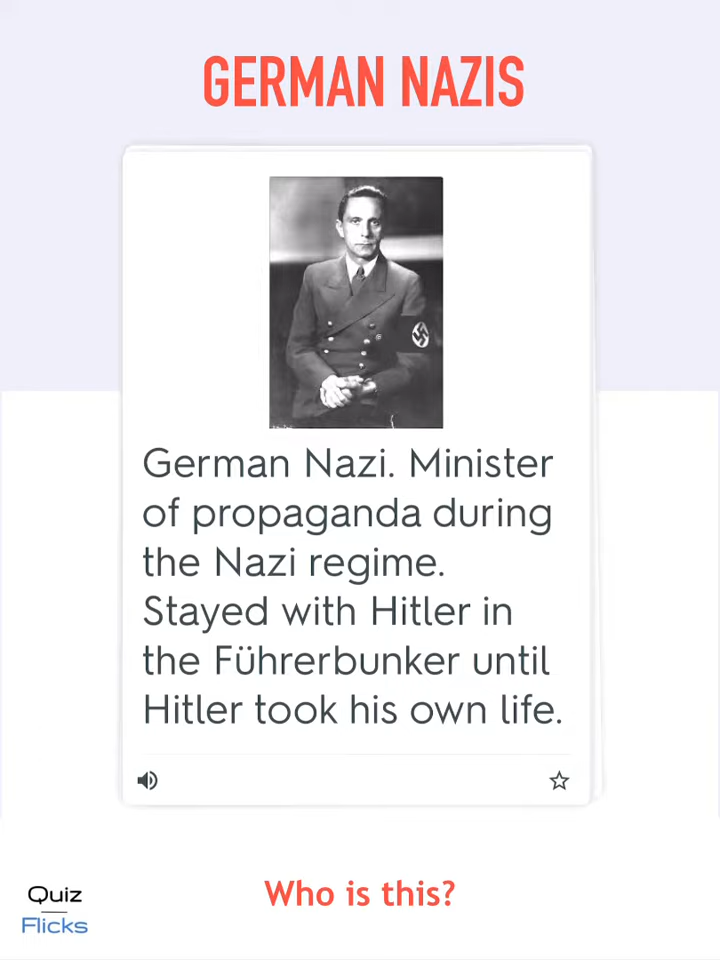 GERMAN NAZIS
German Nazi. Minister
of propaganda during
the Nazi regime.
Stayed with Hitler in
the Führerbunker until
Hitler took his own life.
Who is this?
Quiz
Flicks